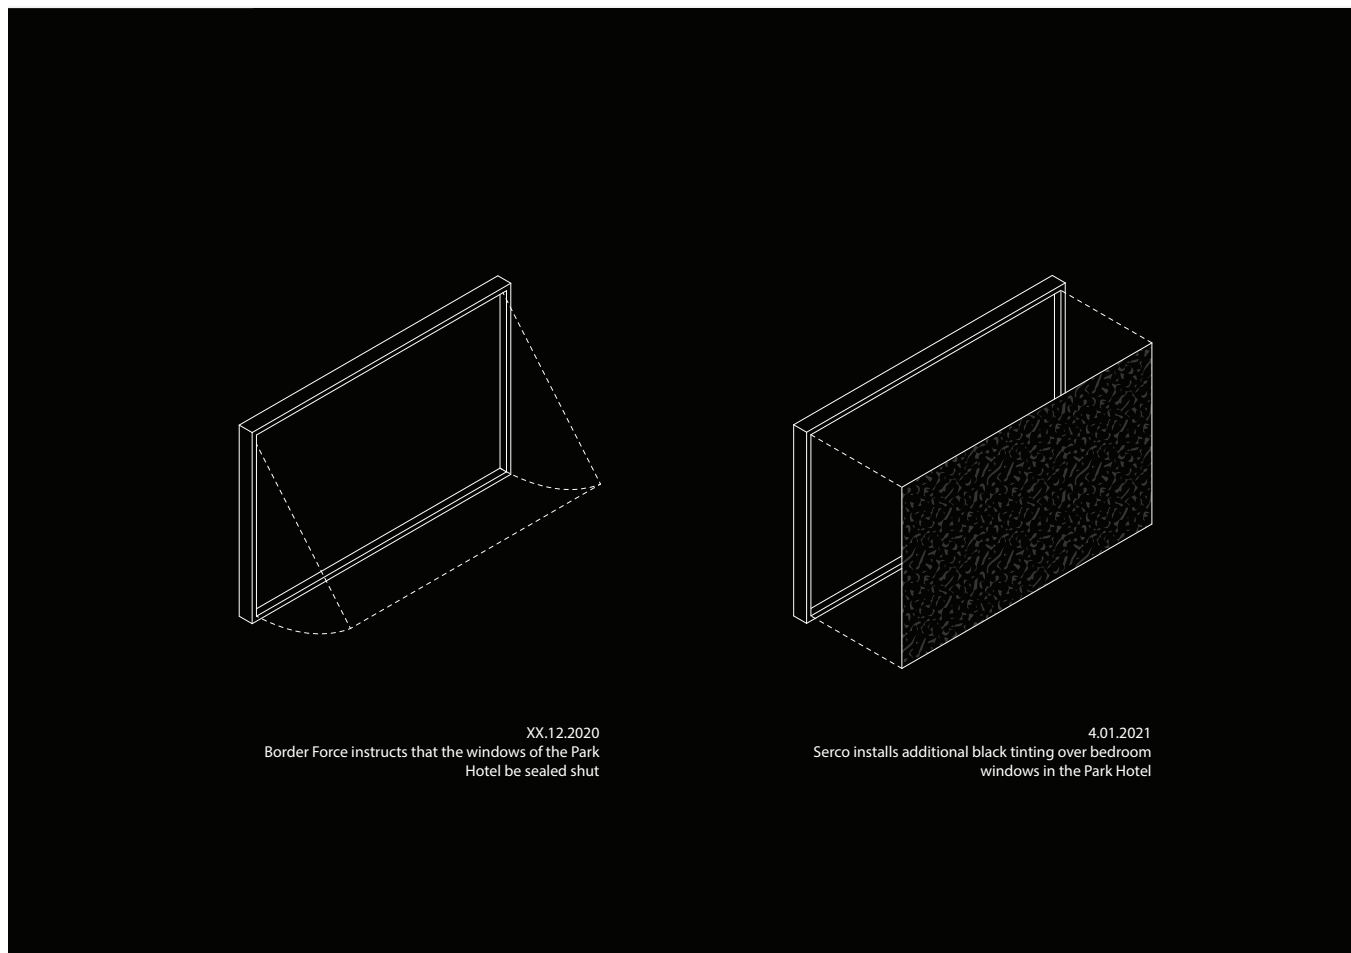 XX.12.2020
Border Force instructs that the windows of the Park
Hotel be sealed shut
4.01.2021
Serco installs additional black tinting over bedroom
windows in the Park Hotel